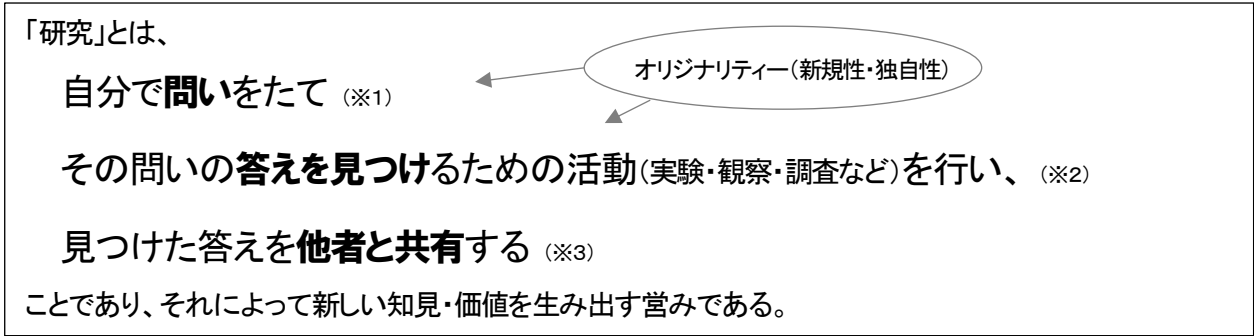 「研究」とは、
オリジナリティー(新規性・独自性)
自分で問いをたて (※1)
その問いの答えを見つけるための活動(実験・観察・調査など)を行い、 (※2)
見つけた答えを他者と共有する (※3)
ことであり、それによって新しい知見・価値を生み出す営みである。